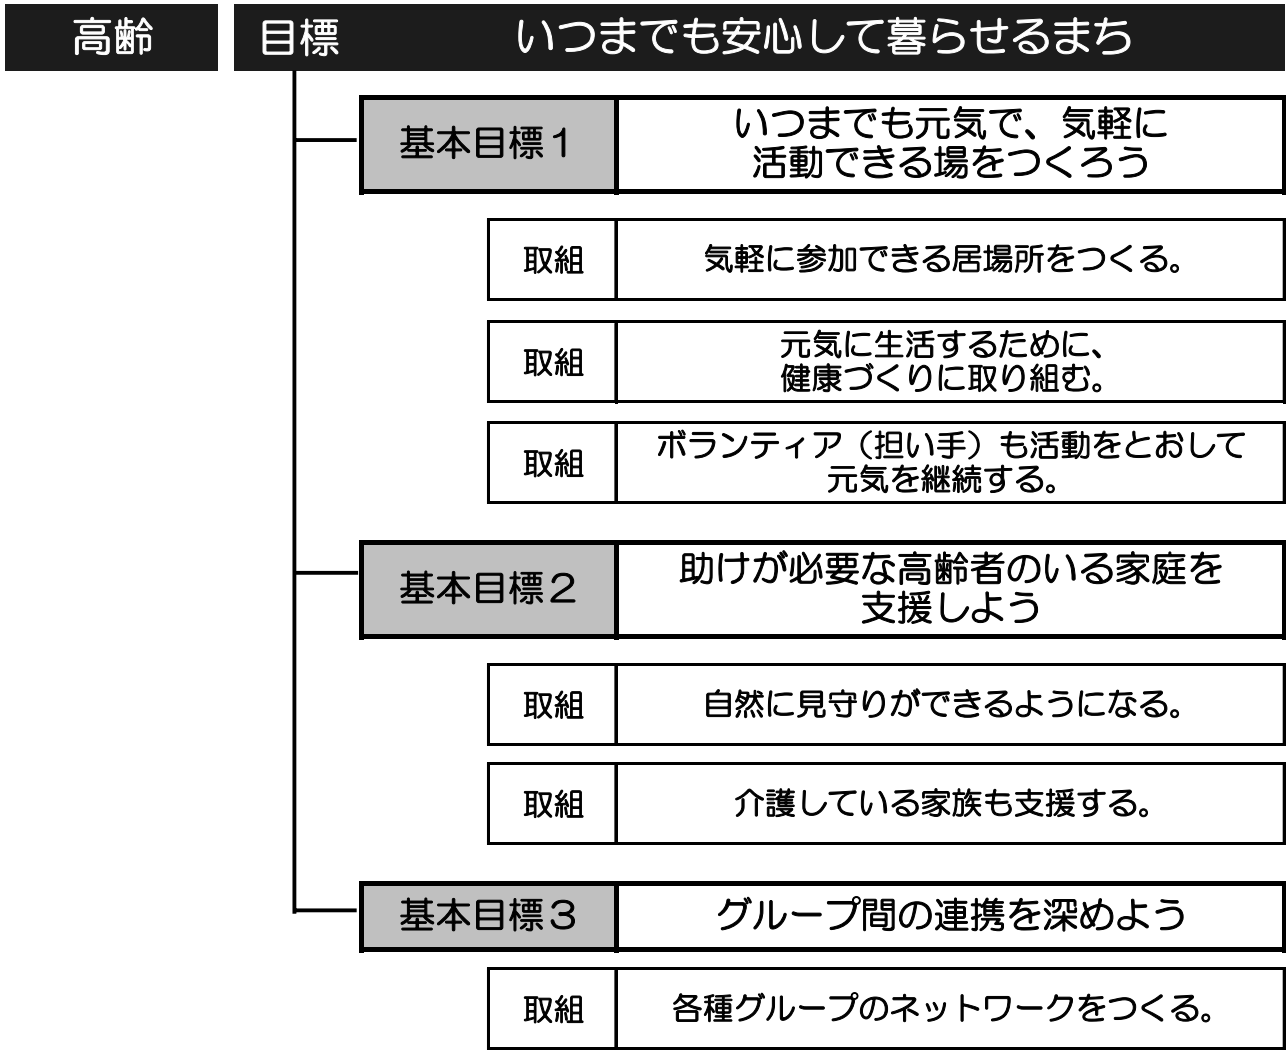 高齢
目標 いつまでも安心して暮らせるまち
基本目標１
いつまでも元気で、気軽に
活動できる場をつくろう
取組
気軽に参加できる居場所をつくる。
取組
元気に生活するために、
健康づくりに取り組む。
取組
ボランティア（担い手）も活動をとおして
元気を継続する。
基本目標２
助けが必要な高齢者のいる家庭を
支援しよう
取組
自然に見守りができるようになる。
取組
介護している家族も支援する。
基本目標３
グループ間の連携を深めよう
取組
各種グループのネットワークをつくる。